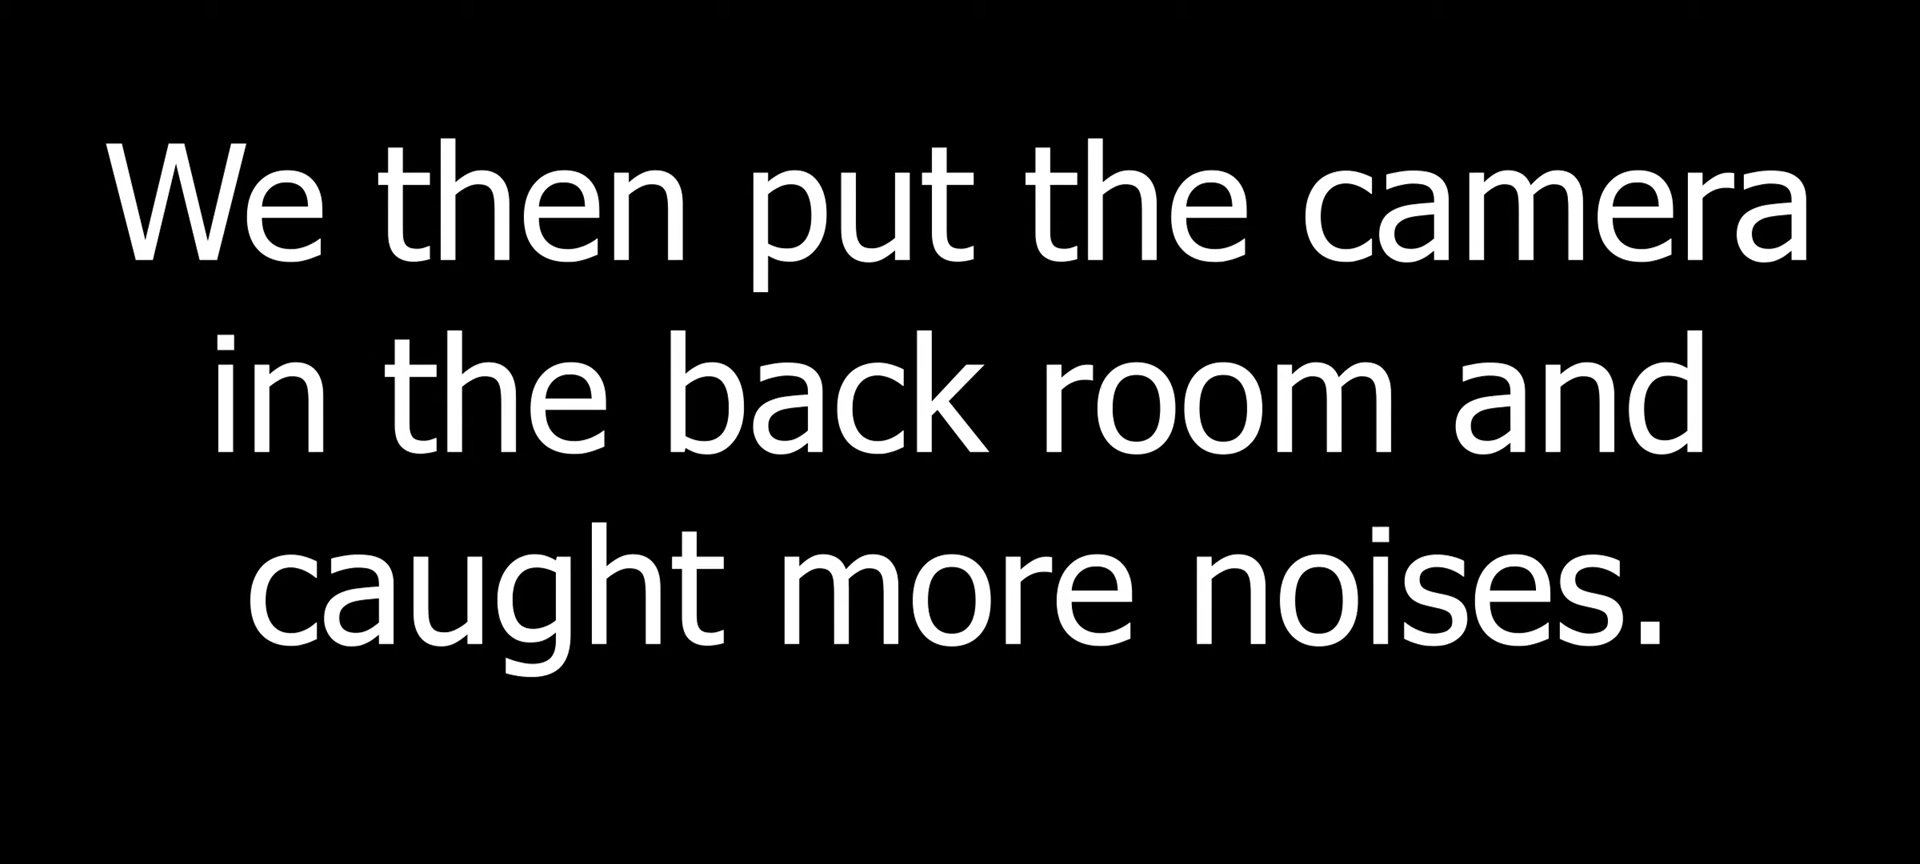 We then put the camera
in the back room and
caught more noises.